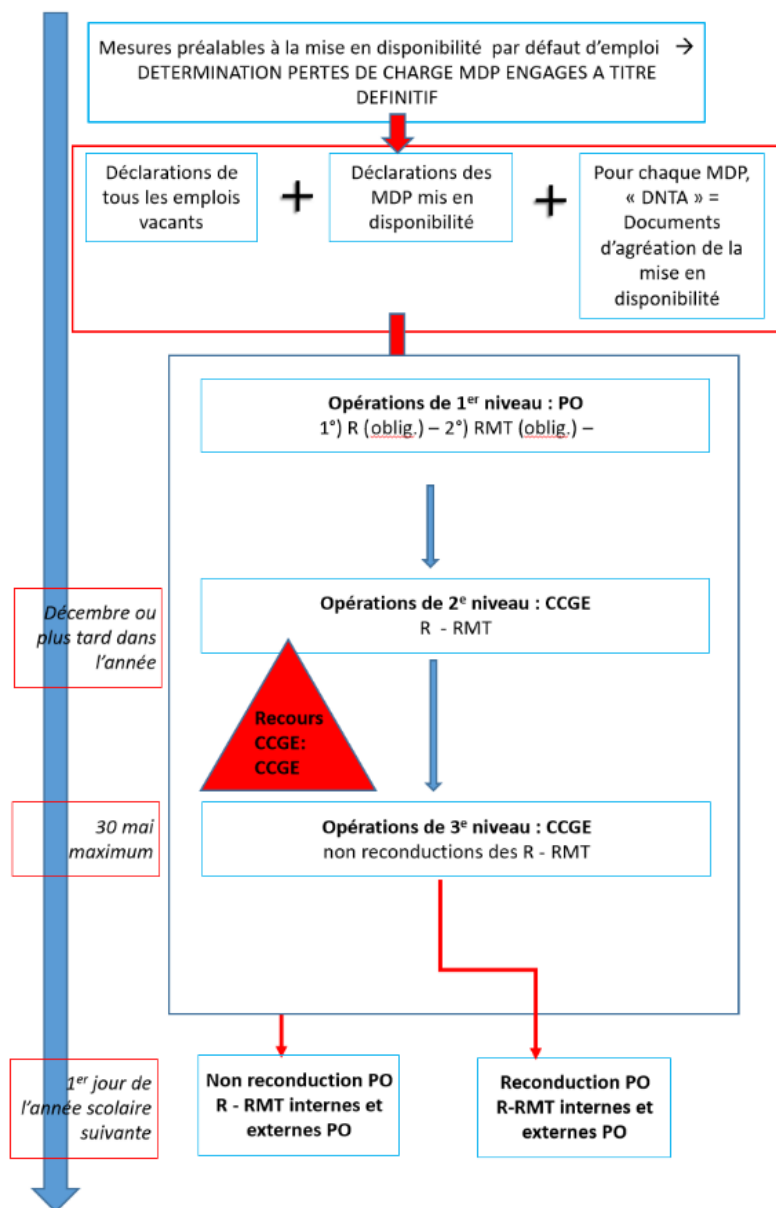 Mesures préalables à la mise en disponibilité par défaut d'emploi →
DETERMINATION PERTES DE CHARGE MDP ENGAGES A TITRE
DEFINITIF
Déclarations de
tous les emplois
vacants
+
Déclarations des
MDP mis en
disponibilité
+
Pour chaque MDP,
« DNTA » =
Documents
d'agréation de la
mise en
disponibilité
Opérations de 1er niveau : PO
1°) R (oblig.) – 2°) RMT (oblig.) –
Décembre ou
plus tard dans
l'année
Opérations de 2e niveau : CCGE
R - RMT
Recours
CCGE:
CCGE
30 mai
maximum
Opérations de 3e niveau : CCGE
non reconductions des R - RMT
1er jour de
l'année scolaire
suivante
Non reconduction PO
R - RMT internes et
externes PO
Reconduction PO
R-RMT internes et
externes PO